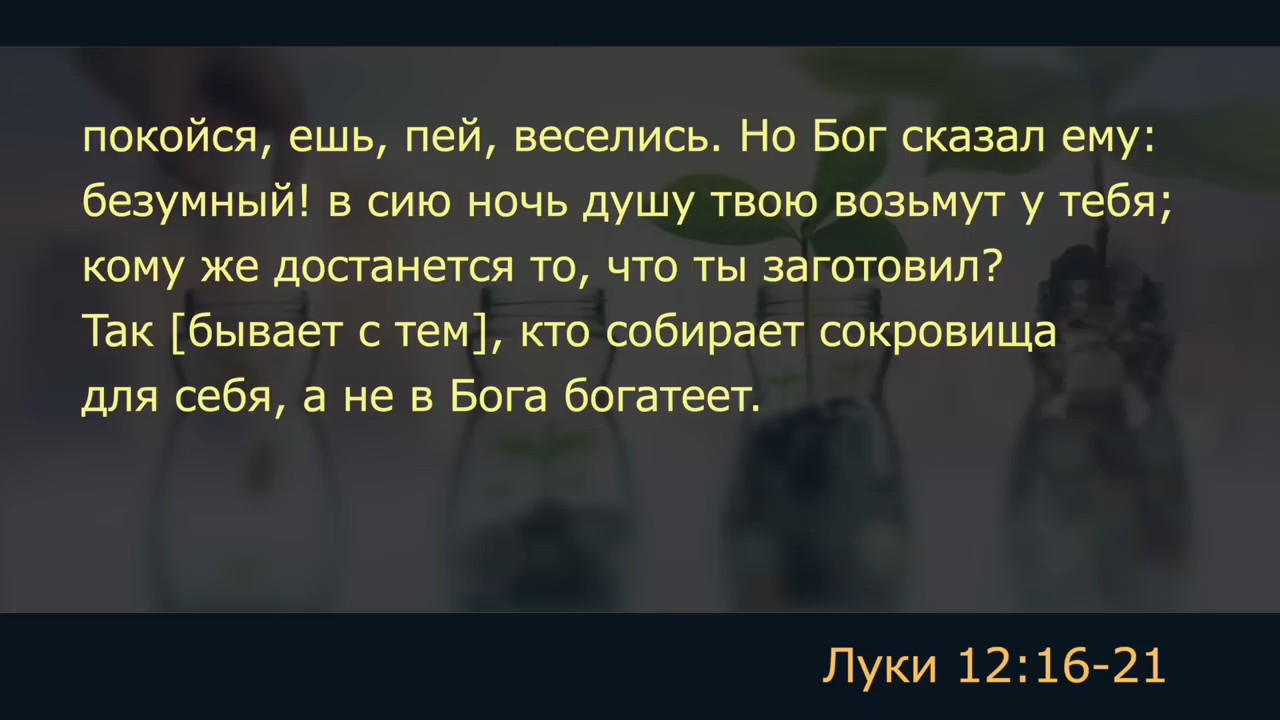 покойся, ешь, пей, веселись. Но Бог сказал ему:
безумный! в сию ночь душу твою возьмут у тебя;
кому же достанется то, что ты заготовил?
Так [бывает с тем], кто собирает сокровища
для себя, а не в Бога богатеет.
Луки 12:16-21